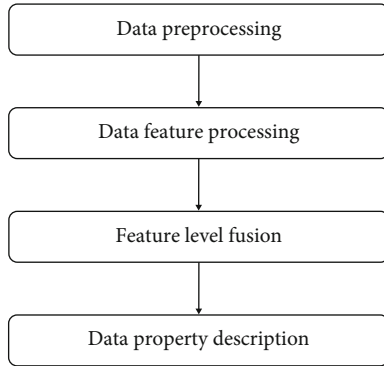 Data preprocessing
Data feature processing
Feature level fusion
Data property description